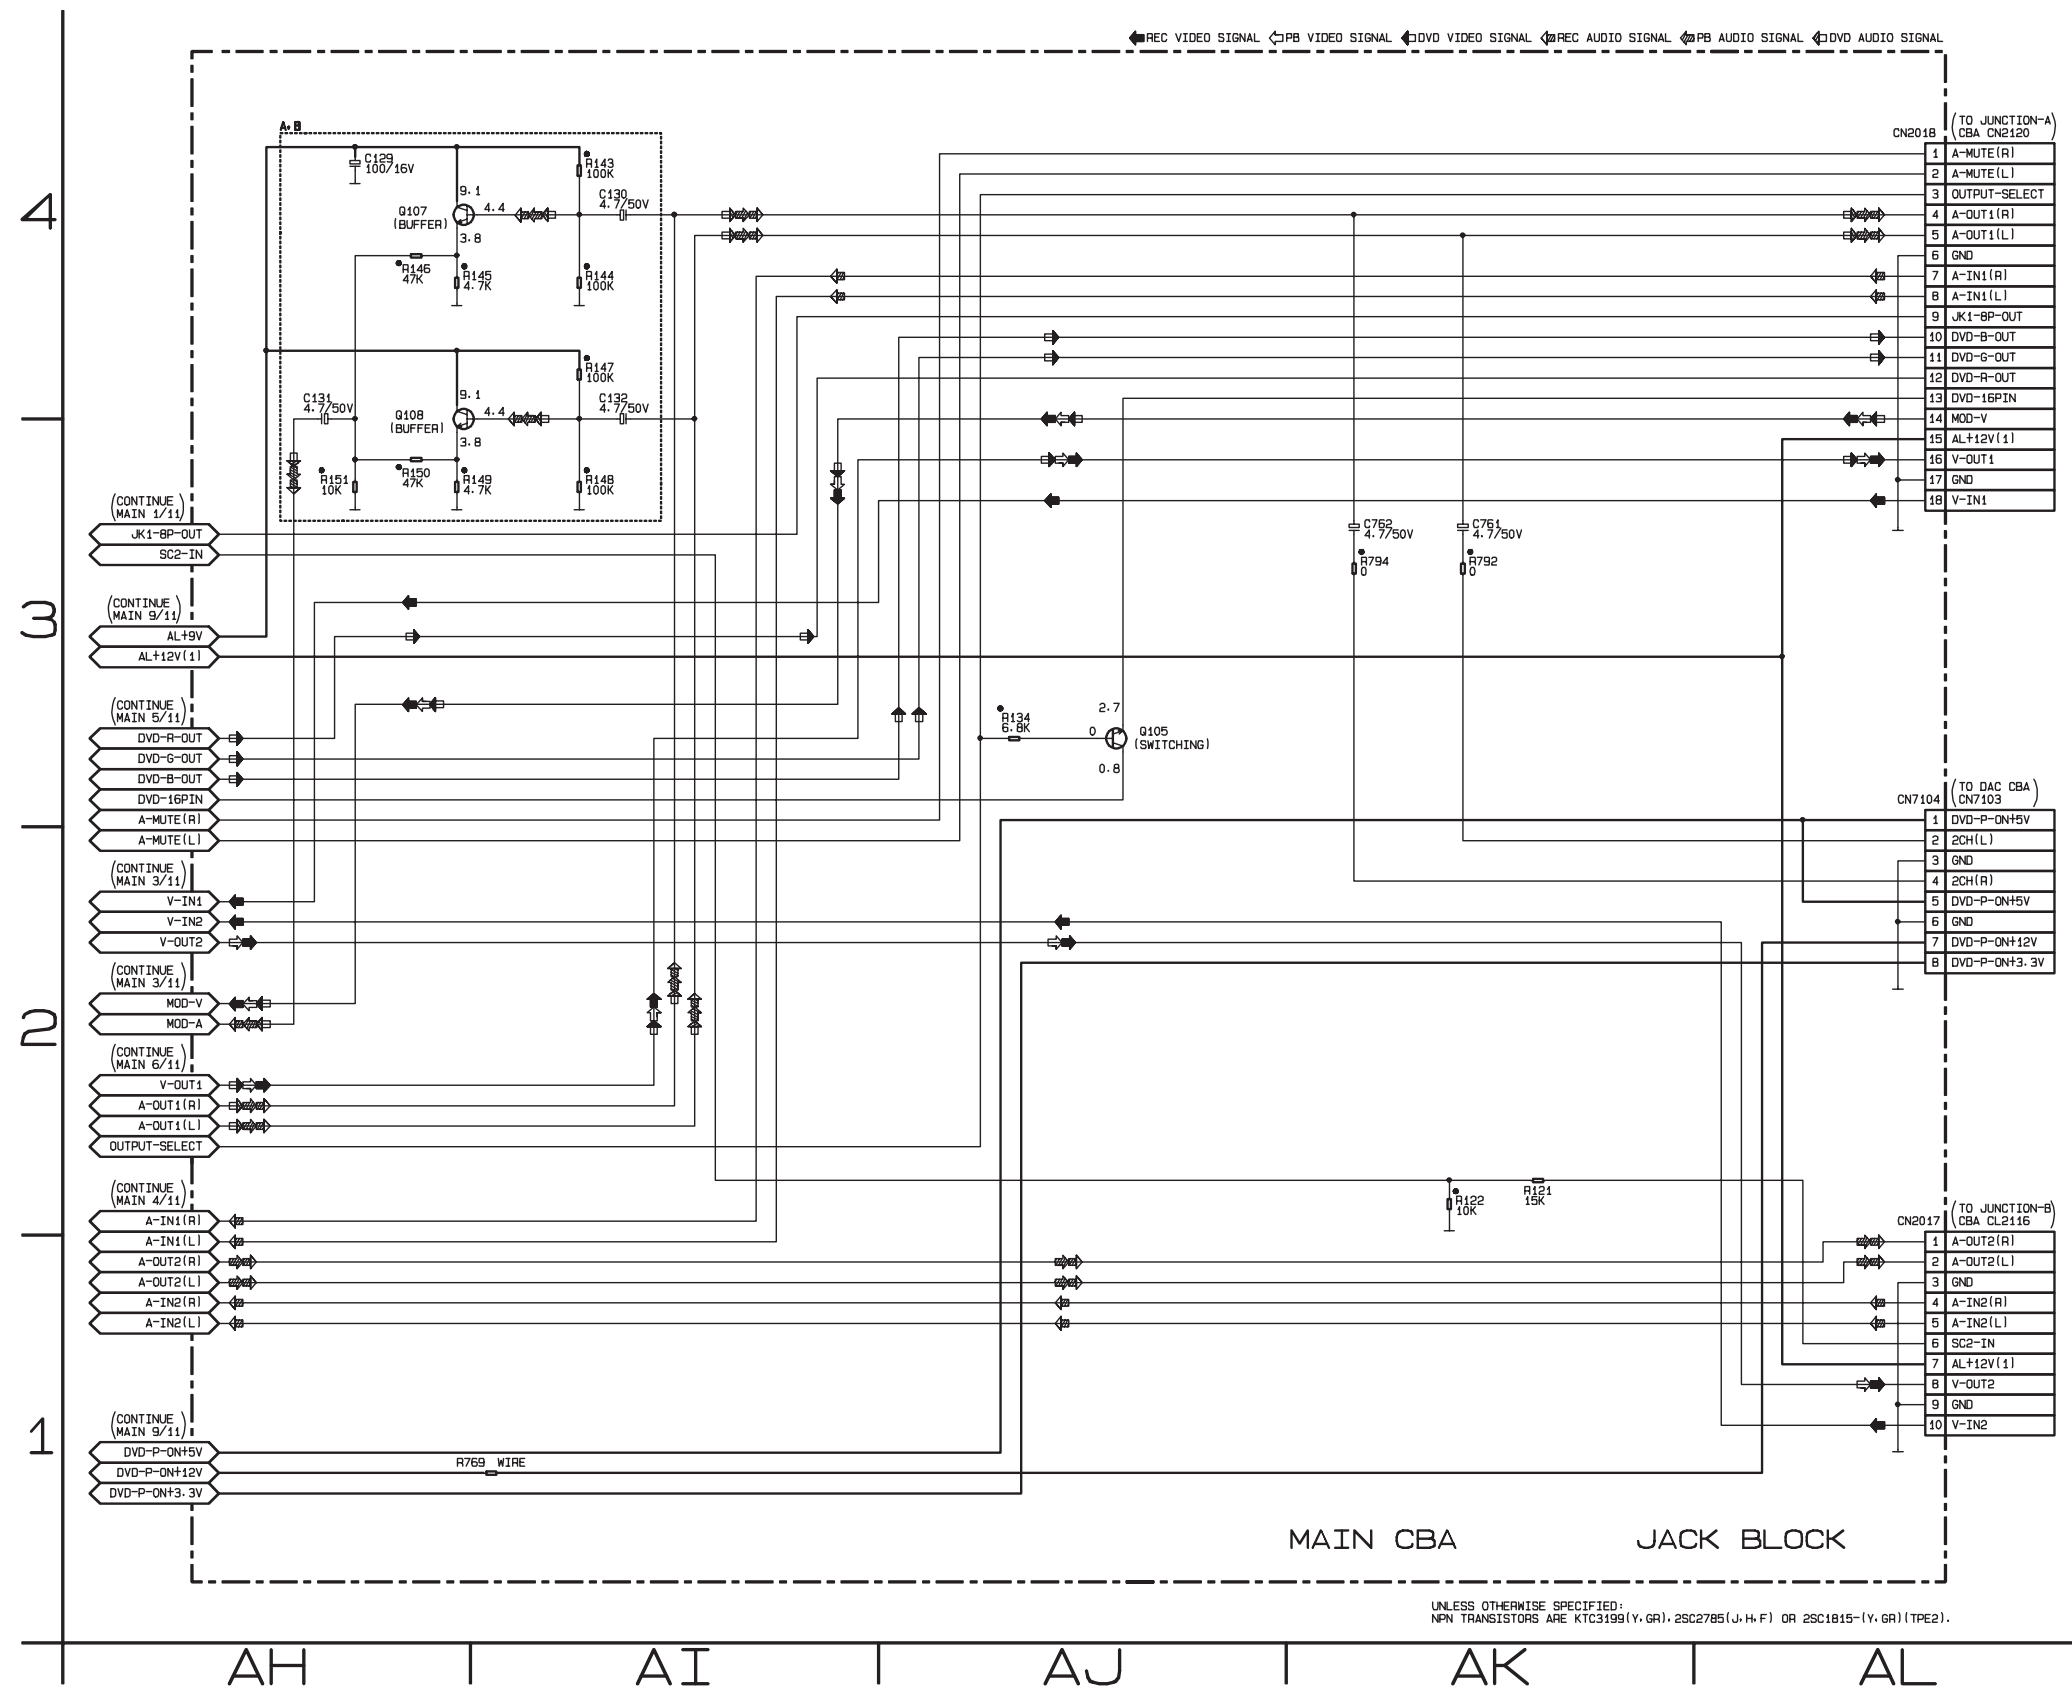 REC VIDEO SIGNAL PB VIDEO SIGNAL DVD VIDEO SIGNAL REC AUDIO SIGNAL PB AUDIO SIGNAL DVD AUDIO SIGNAL
4
3
2
1
A.B
C129
100/16V
R143
100K
9.1
C130
4.7/50V
Q107
(BUFFER)
4.4
3.8
R146
47K
R145
4.7K
R144
100K
R147
100K
9.1
C131
4.7/50V
C132
4.7/50V
Q108
(BUFFER)
4.4
3.8
R151
10K
R150
47K
R149
4.7K
R148
100K
(CONTINUE
MAIN 1/11)
JK1-8P-OUT
SC2-IN
(CONTINUE
MAIN 9/11)
AL+9V
AL+12V(1)
(CONTINUE
MAIN 5/11)
DVD-R-OUT
DVD-G-OUT
DVD-B-OUT
DVD-16PIN
A-MUTE(R)
A-MUTE(L)
(CONTINUE
MAIN 3/11)
V-IN1
V-IN2
V-OUT2
(CONTINUE
MAIN 3/11)
MOD-V
MOD-A
(CONTINUE
MAIN 6/11)
V-OUT1
A-OUT1(R)
A-OUT1(L)
OUTPUT-SELECT
(CONTINUE
MAIN 4/11)
A-IN1(R)
A-IN1(L)
A-OUT2(R)
A-OUT2(L)
A-IN2(R)
A-IN2(L)
(CONTINUE
MAIN 9/11)
DVD-P-ON+5V
DVD-P-ON+12V
DVD-P-ON+3.3V
R769 WIRE
R134
6.8K
2.7
0
Q105
(SWITCHING)
0.8
C762
4.7/50V
R794
0
C761
4.7/50V
R792
0
R122
10K
R121
15K
CN2018
(TO JUNCTION-A)
CBA CN2120
1 A-MUTE(R)
2 A-MUTE(L)
3 OUTPUT-SELECT
4 A-OUT1(R)
5 A-OUT1(L)
6 GND
7 A-IN1(R)
8 A-IN1(L)
9 JK1-8P-OUT
10 DVD-B-OUT
11 DVD-G-OUT
12 DVD-R-OUT
13 DVD-16PIN
14 MOD-V
15 AL+12V(1)
16 V-OUT1
17 GND
18 V-IN1
CN7104
(TO DAC CBA)
CN7103
1 DVD-P-ON+5V
2 2CH(L)
3 GND
4 2CH(R)
5 DVD-P-ON+5V
6 GND
7 DVD-P-ON+12V
8 DVD-P-ON+3.3V
CN2017
(TO JUNCTION-B)
CBA CL2116
1 A-OUT2(R)
2 A-OUT2(L)
3 GND
4 A-IN2(R)
5 A-IN2(L)
6 SC2-IN
7 AL+12V(1)
8 V-OUT2
9 GND
10 V-IN2
MAIN CBA JACK BLOCK
UNLESS OTHERWISE SPECIFIED:
NPN TRANSISTORS ARE KTC3199(Y,GR), 2SC2785(J,H,F) OR 2SC1815-(Y,GR)(TPE2).
AH AI AJ AK AL